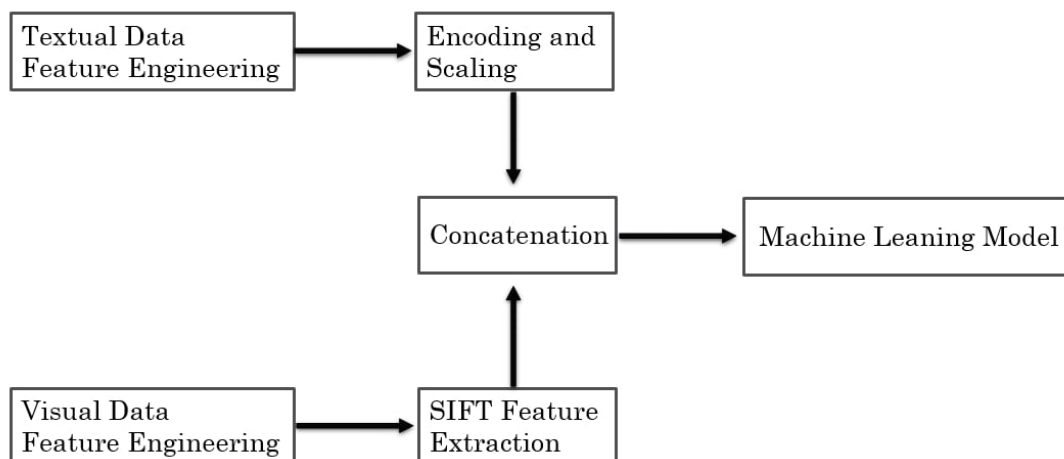 Textual Data
Feature Engineering
Encoding and
Scaling
Concatenation
Machine Leaning Model
Visual Data
Feature Engineering
SIFT Feature
Extraction